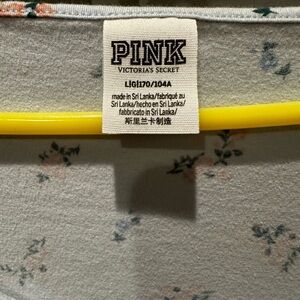 PINK
VICTORIA'S SECRET
L|G|170/104A
made in Sri Lanka/fabriqué au
Sri Lanka/hecho en Sri Lanka/
fabbricato in Sri Lanka/
斯里兰卡制造